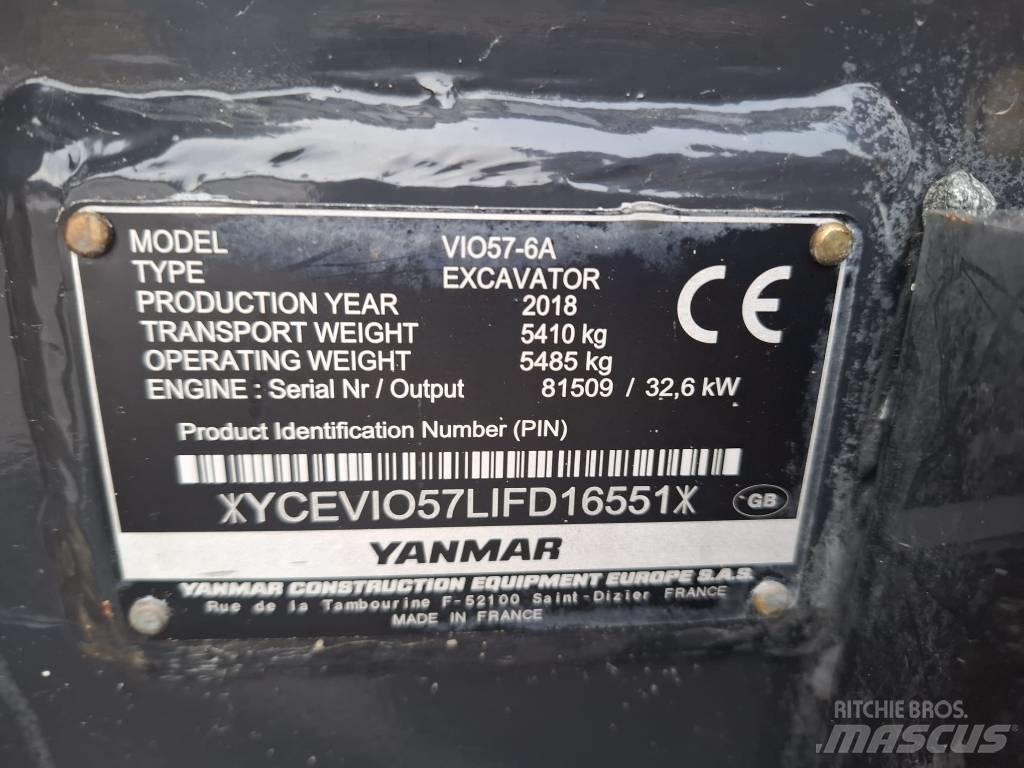 MODEL VIO57-6A
TYPE EXCAVATOR
PRODUCTION YEAR 2018
TRANSPORT WEIGHT 5410 kg
OPERATING WEIGHT 5485 kg
ENGINE : Serial Nr / Output 81509 / 32,6 kW
CE
Product Identification Number (PIN)
YCEVIO57LIFD16551
GB
YANMAR
YANMAR CONSTRUCTION EQUIPMENT EUROPE S.A.S.
Rue de la Tambourine F-52100 Saint-Dizier FRANCE
MADE IN FRANCE
RITCHIE BROS.
MASCUS